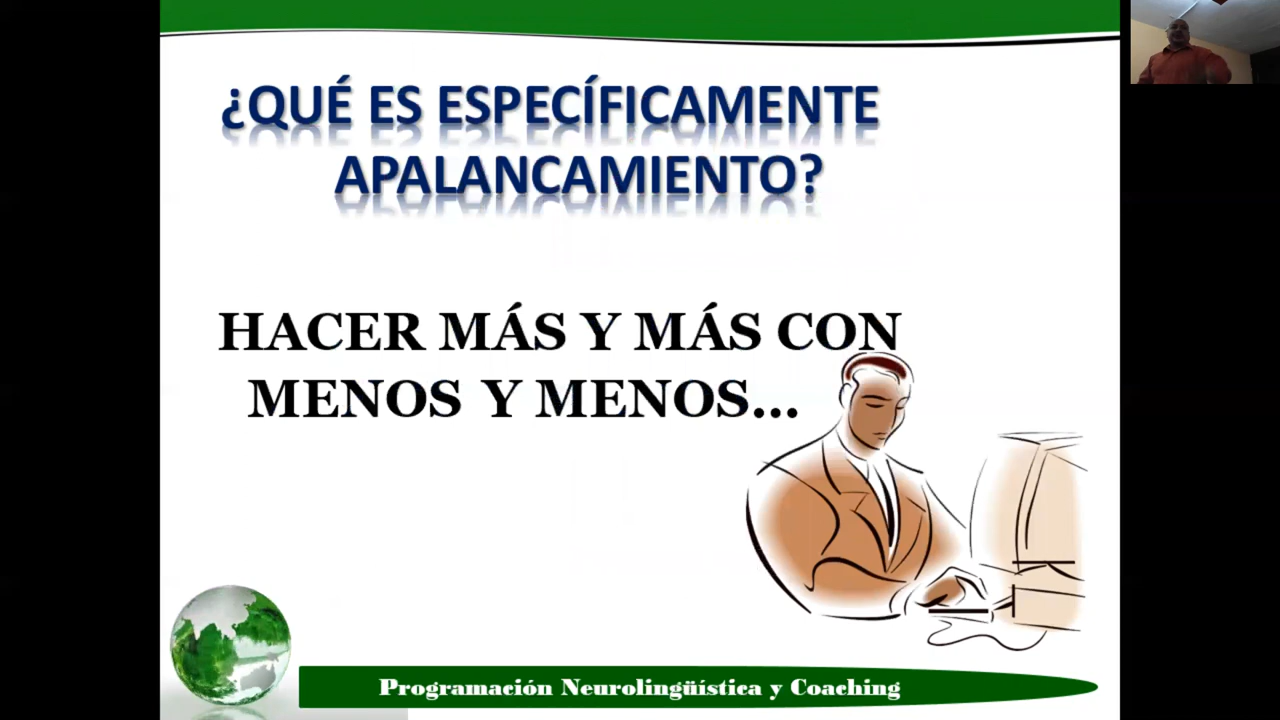 ¿QUÉ ES ESPECÍFICAMENTE
APALANCAMIENTO?
HACER MÁS Y MÁS CON
MENOS Y MENOS...
Programación Neurolingüística y Coaching